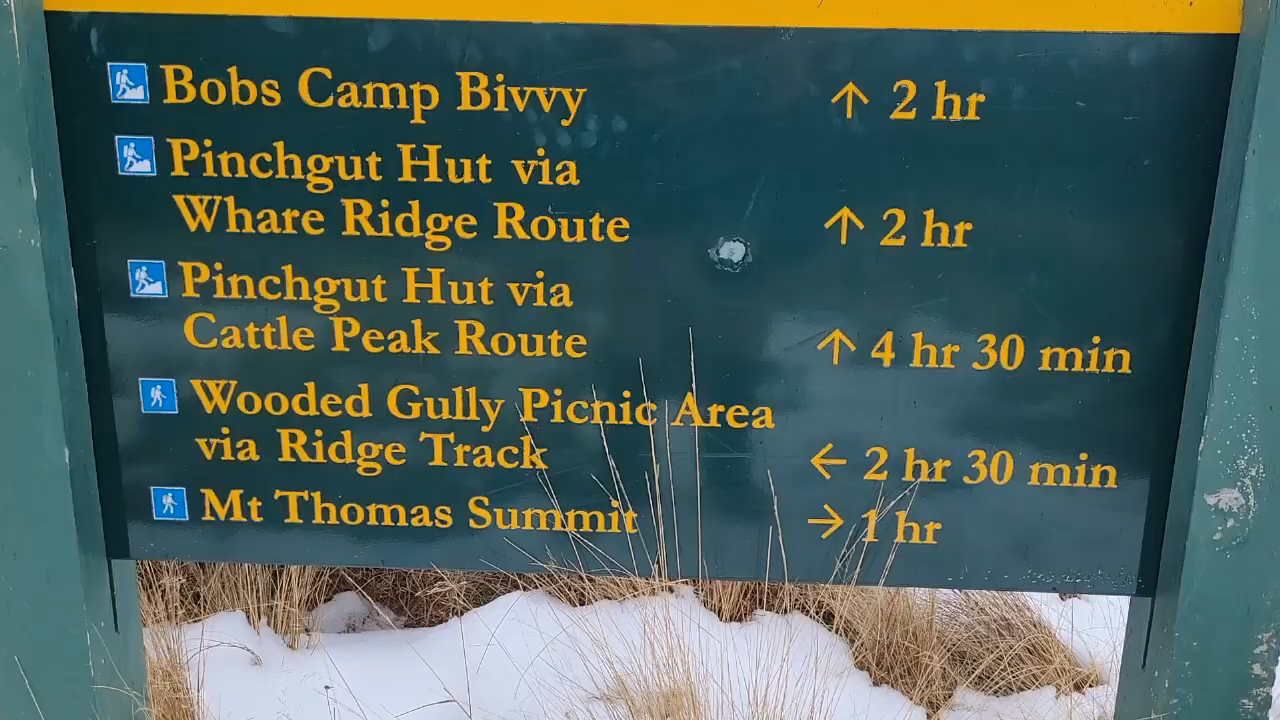 Bobs Camp Bivvy ↑ 2 hr
Pinchgut Hut via
Whare Ridge Route ↑ 2 hr
Pinchgut Hut via
Cattle Peak Route ↑ 4 hr 30 min
Wooded Gully Picnic Area
via Ridge Track ← 2 hr 30 min
Mt Thomas Summit → 1 hr